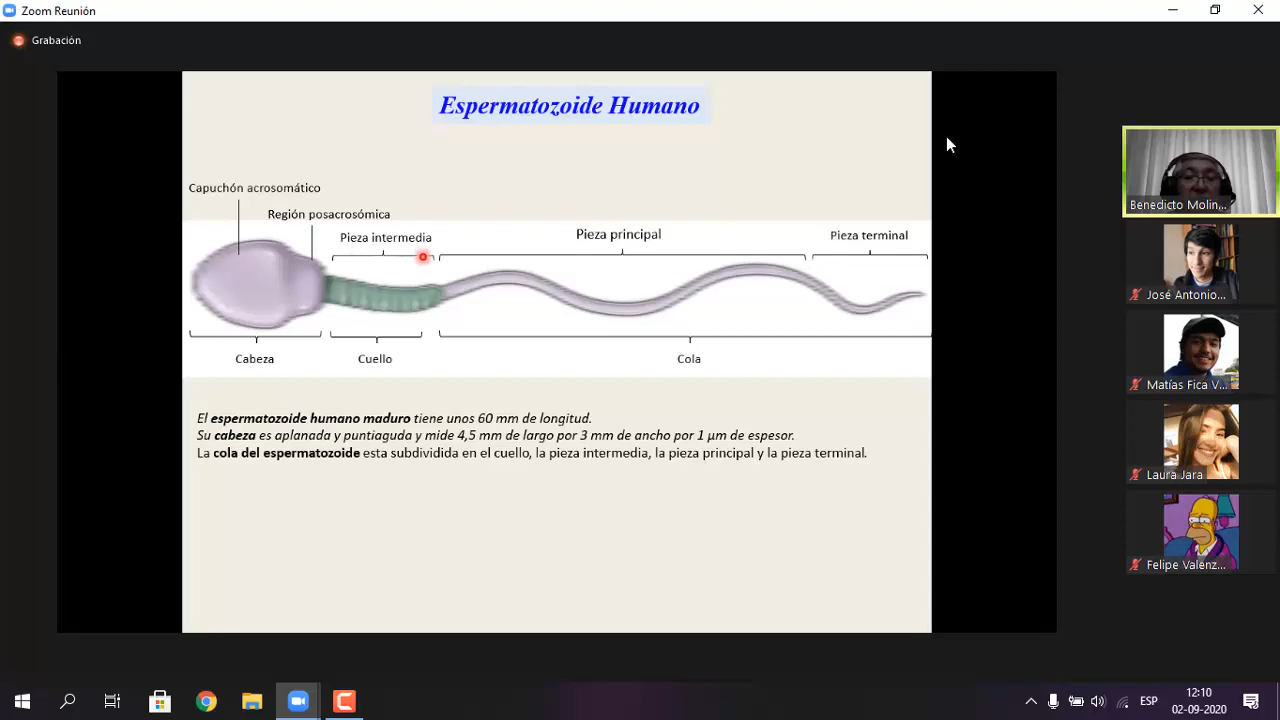 Zoom Reunión
Grabación
Espermatozoide Humano
Capuchón acrosomático
Región posacrosómica
Pieza intermedia
Pieza principal
Pieza terminal
Cabeza
Cuello
Cola
El espermatozoide humano maduro tiene unos 60 mm de longitud.
Su cabeza es aplanada y puntiaguda y mide 4,5 mm de largo por 3 mm de ancho por 1 µm de espesor.
La cola del espermatozoide esta subdividida en el cuello, la pieza intermedia, la pieza principal y la pieza terminal.
Benedicto Molin...
José Antonio...
Matías Fica V...
Laura Jara
Felipe Valenz...
ESP
12:10
02-09-2020